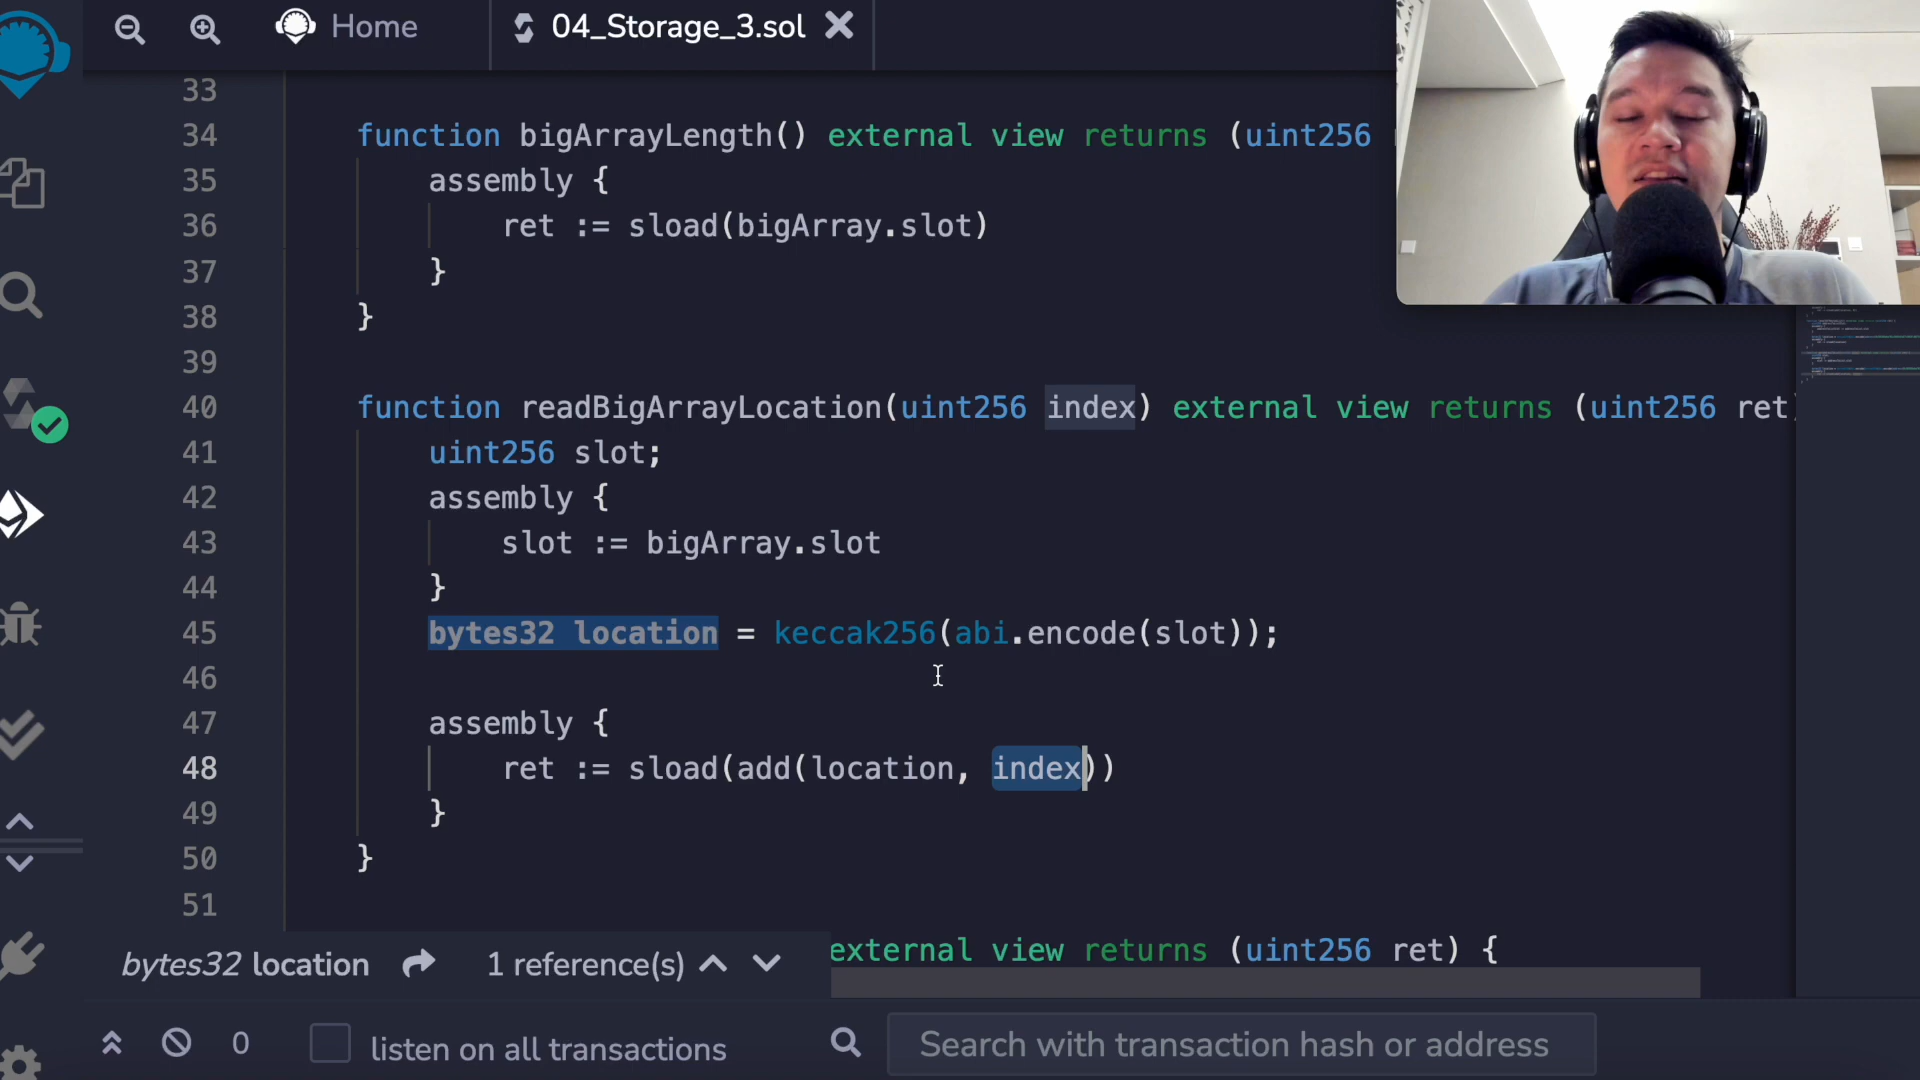 Home
04_Storage_3.sol
33
34 function bigArrayLength() external view returns (uint256
35 assembly {
36 ret := sload(bigArray.slot)
37 }
38 }
39
40 function readBigArrayLocation(uint256 index) external view returns (uint256 ret)
41 uint256 slot;
42 assembly {
43 slot := bigArray.slot
44 }
45 bytes32 location = keccak256(abi.encode(slot));
46
47 assembly {
48 ret := sload(add(location, index))
49 }
50 }
51
external view returns (uint256 ret) {
bytes32 location 1 reference(s)
0 listen on all transactions Search with transaction hash or address